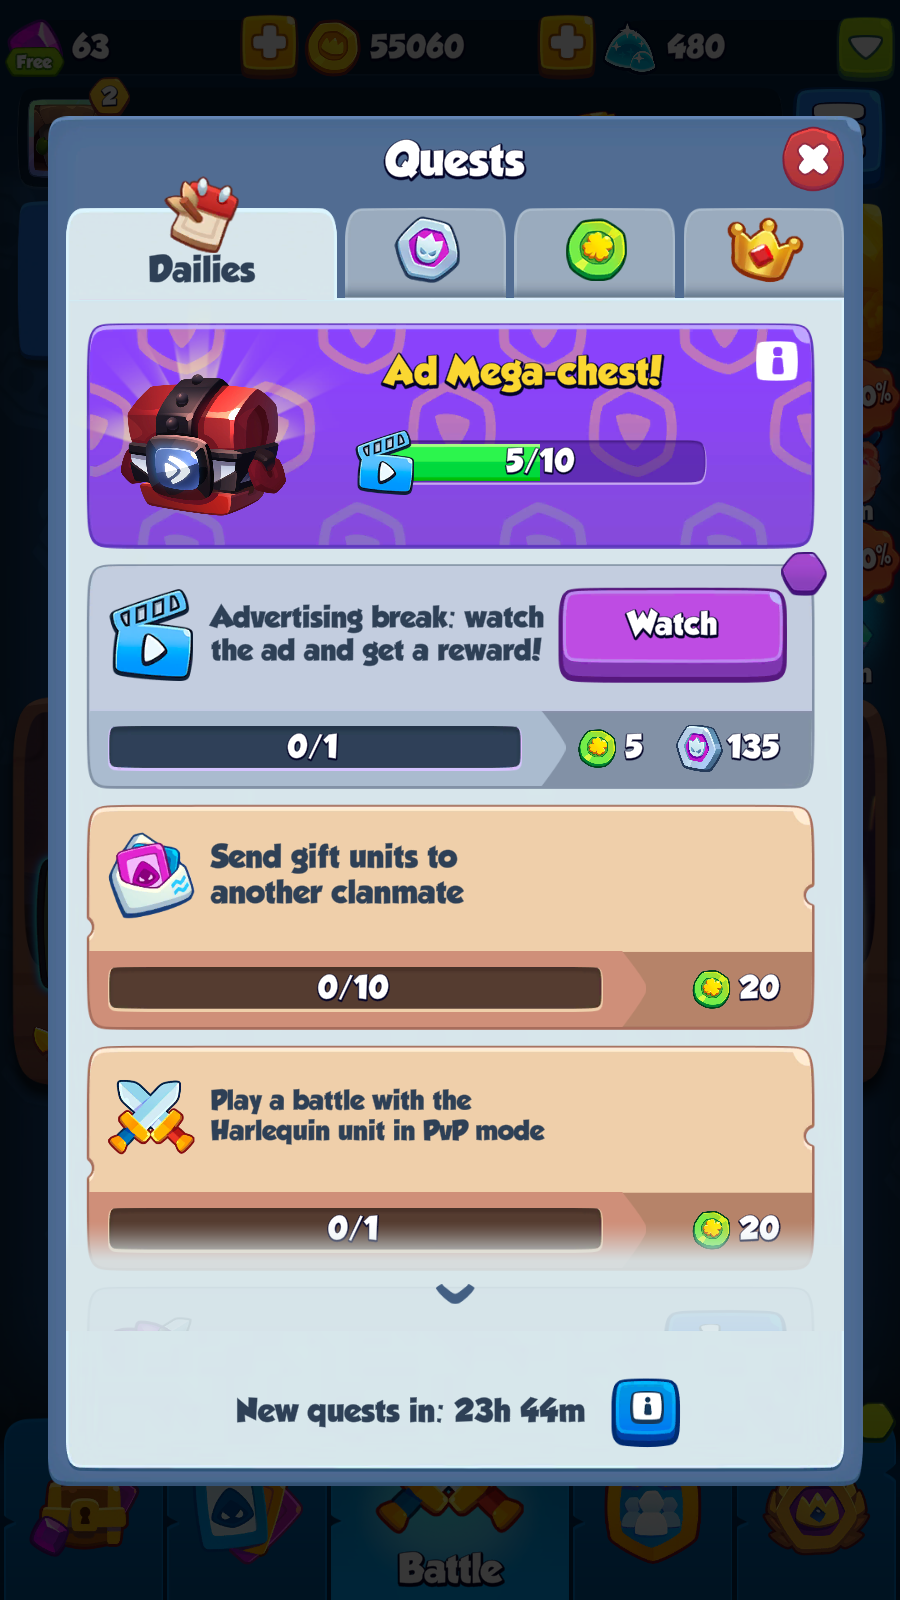 Free
63
55060
480
2
Quests
Dailies
Ad Mega-chest!
5/10
Advertising break: watch
the ad and get a reward!
Watch
0/1
5
135
Send gift units to
another clanmate
0/10
20
Play a battle with the
Harlequin unit in PvP mode
0/1
20
New quests in: 23h 44m
Battle